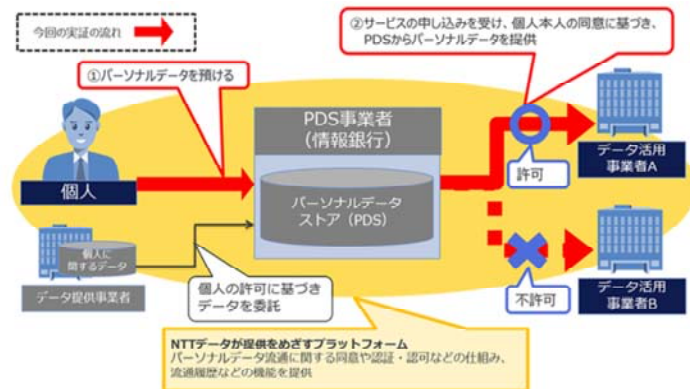 今回の実証の流れ
②サービスの申し込みを受け、個人本人の同意に基づき、
PDSからパーソナルデータを提供
①パーソナルデータを預ける
PDS事業者
（情報銀行）
パーソナルデータ
ストア（PDS）
個人
許可
データ活用
事業者A
個人に
関するデータ
データ提供事業者
個人の許可に基づき
データを委託
不許可
データ活用
事業者B
NTTデータが提供をめざすプラットフォーム
パーソナルデータ流通に関する同意や認証・認可などの仕組み、
流通履歴などの機能を提供